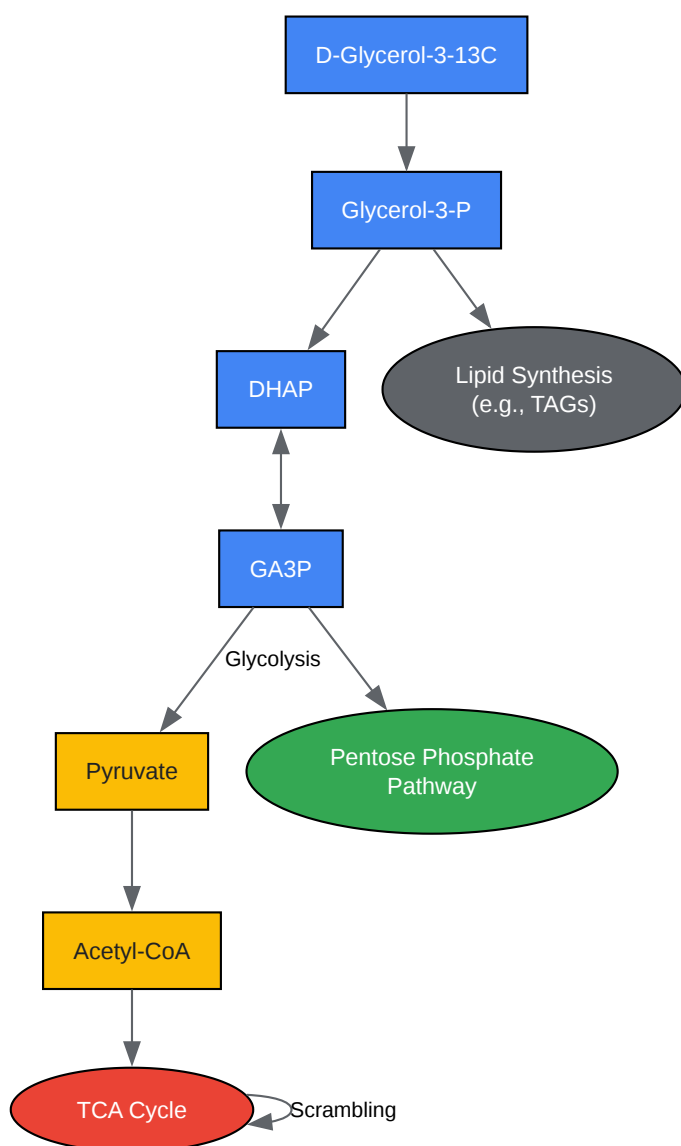 D-Glycerol-3-13C
Glycerol-3-P
DHAP
Lipid Synthesis
(e.g., TAGs)
GA3P
Glycolysis
Pyruvate
Pentose Phosphate
Pathway
Acetyl-CoA
TCA Cycle
Scrambling